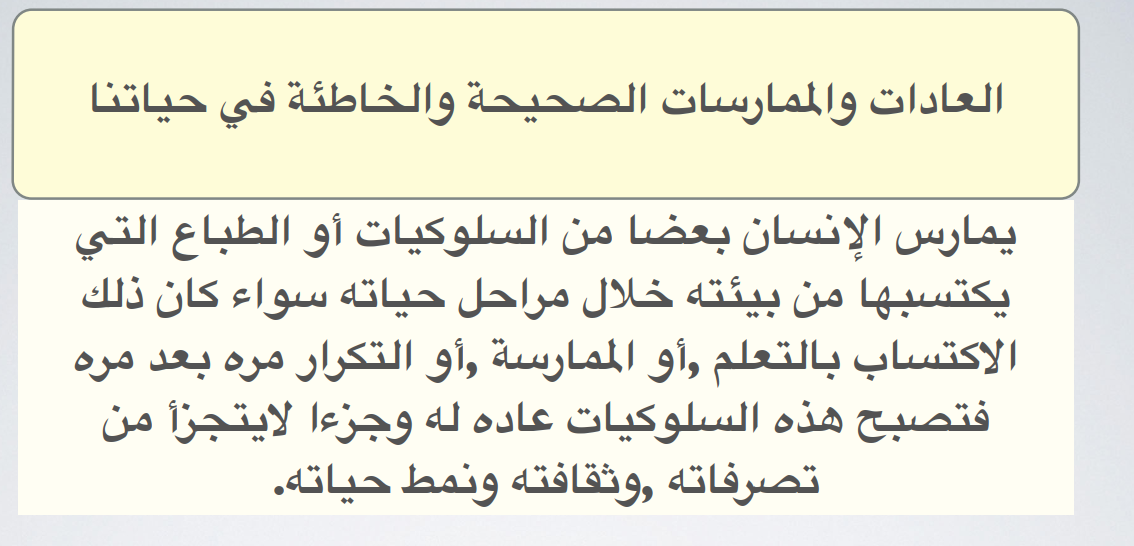 العادات والممارسات الصحيحة والخاطئة في حياتنا
يمارس الإنسان بعضا من السلوكيات أو الطباع التي
يكتسبها من بيئته خلال مراحل حياته سواء كان ذلك
الاكتساب بالتعلم ,أو الممارسة ,أو التكرار مره بعد مره
فتصبح هذه السلوكيات عاده له وجزءا لايتجزأ من
تصرفاته ,وثقافته ونمط حياته.